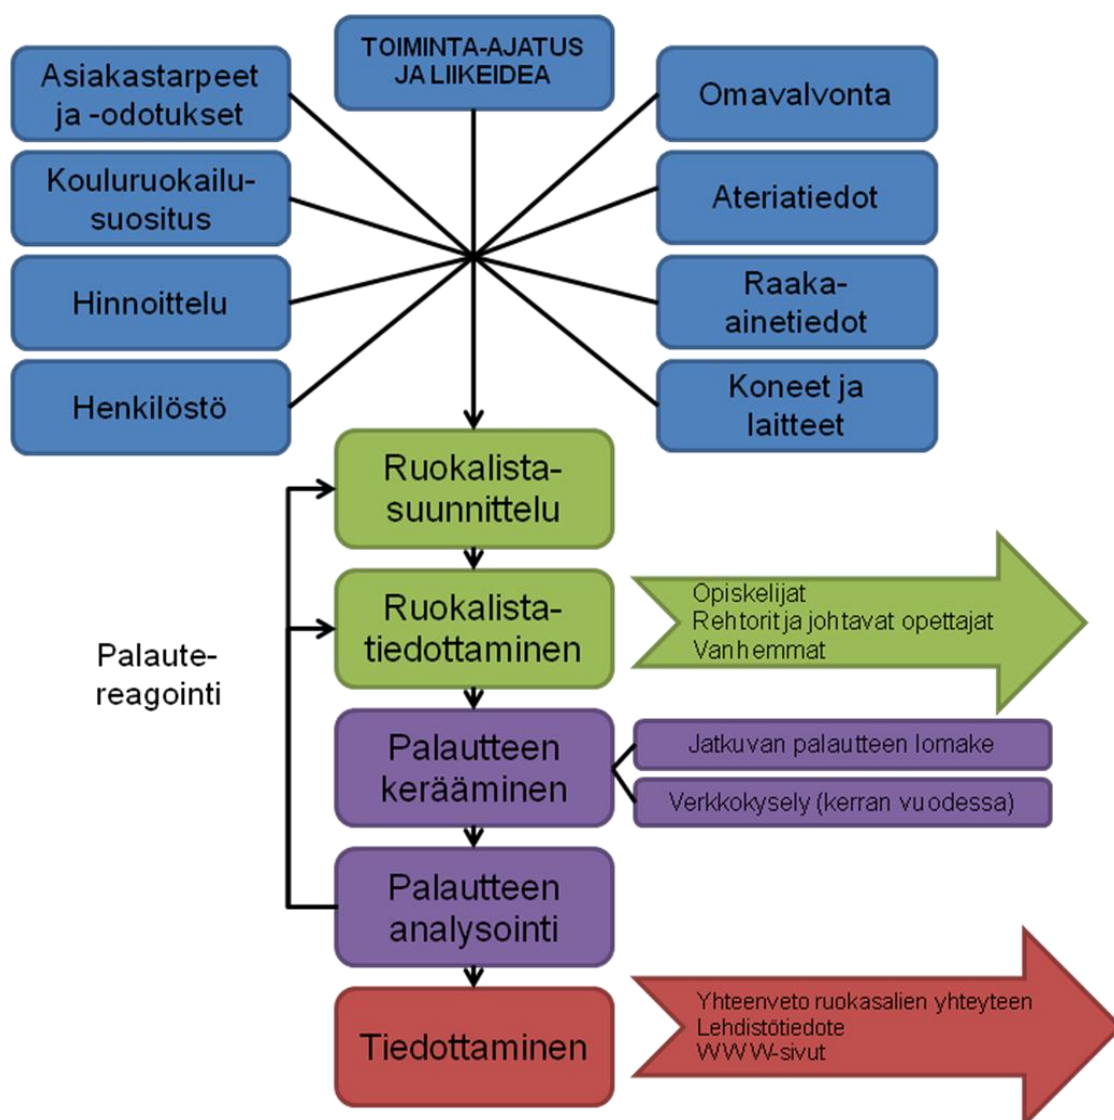 TOIMINTA-AJATUS
JA LIIKEIDEA
Asiakastarpeet
ja -odotukset
Kouluruokailu-
suositus
Hinnoittelu
Henkilöstö
Omavalvonta
Ateriatiedot
Raaka-
ainetiedot
Koneet ja
laitteet
Ruokalista-
suunnittelu
Ruokalista-
tiedottaminen
Opiskelijat
Rehtorit ja johtavat opettajat
Vanhemmat
Palaute-
reagointi
Palautteen
kerääminen
Jatkuvan palautteen lomake
Verkkokysely (kerran vuodessa)
Palautteen
analysointi
Tiedottaminen
Yhteenveto ruokasalien yhteyteen
Lehdistötiedote
WWW-sivut